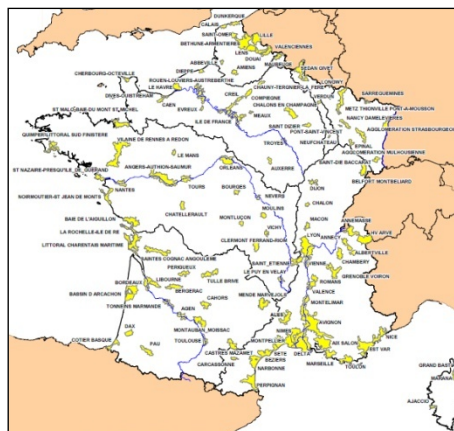 DUNKERQUE
CALAIS
SAINT-OMER
LILLE
BETHUNE-ARMENTIERES
LENS
DOUAI
VALENCIENNES
ABBEVILLE
MAUBEUGE
DIEPPE
AMIENS
SEDAN GIVET
CHERBOURG-OCTEVILLE
ROUEN-LOUVIERS-AUSTREBERTHE
CHAUNY-TERGNIER-LA FERE
LONGWY
LE HAVRE
COMPIEGNE
SARREGUEMINES
DIVES-OUISTREHAM
CREIL
VERDUN
CAEN
EVREUX
CHALONS EN CHAMPAGNE
METZ THIONVILLE PONT-A-MOUSSON
ST MALO-BAIE DU MONT ST MICHEL
MEAUX
NANCY DAMELEVIERES
ILE DE FRANCE
SAINT DIZIER
AGGLOMERATION STRASBOURGEOISE
PONT-SAINT-VINCENT
QUIMPER-LITTORAL SUD FINISTERE
VILAINE DE RENNES A REDON
TROYES
NEUFCHATEAU
EPINAL
LE MANS
SAINT-DIE BACCARAT
AGGLOMERATION MULHOUSIENNE
ORLEANS
AUXERRE
ANGERS-AUTHION-SAUMUR
BELFORT MONTBELIARD
ST NAZAIRE-PRESQU'ILE DE GUERANDE
TOURS
DIJON
NANTES
BOURGES
NEVERS
NOIRMOUTIER-ST JEAN DE MONTS
CHALON
MOULINS
CHATELLERAULT
MACON
BAIE DE L'AIGUILLON
MONTLUCON
ANNEMASSE
VICHY
LA ROCHELLE-ILE DE RE
LYON
ANNECY
HV ARVE
LITTORAL CHARENTAIS MARITIME
CLERMONT FERRAND-RIOM
ALBERTVILLE
SAINTES-COGNAC ANGOULEME
SAINT_ETIENNE
VIENNE
CHAMBERY
PERIGUEUX
LE PUY EN VELAY
GRENOBLE VOIRON
LIBOURNE
TULLE BRIVE
ROMANS
BORDEAUX
BERGERAC
VALENCE
BASSIN D ARCACHON
CAHORS
MENDE MARVEJOLS
MONTELIMAR
TONNEINS MARMANDE
AGEN
ALES
AVIGNON
DAX
MONTAUBAN_MOISSAC
NIMES
NICE
COTIER BASQUE
PAU
TOULOUSE
MONTPELLIER
AIX SALON
CASTRES MAZAMET
SETE
DELTA
EST VAR
CARCASSONNE
BEZIERS
MARSEILLE
TOULON
NARBONNE
PERPIGNAN
AJACCIO